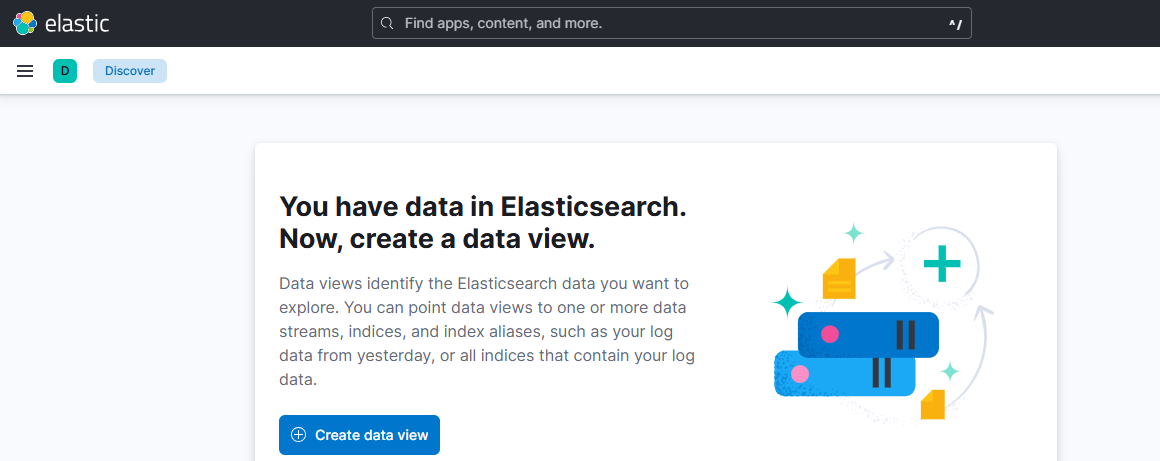 elastic
Find apps, content, and more.
^/
D
Discover
You have data in Elasticsearch.
Now, create a data view.
Data views identify the Elasticsearch data you want to
explore. You can point data views to one or more data
streams, indices, and index aliases, such as your log
data from yesterday, or all indices that contain your log
data.
Create data view